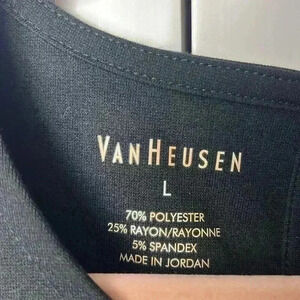 VANHEUSEN
L
70% POLYESTER
25% RAYON/RAYONNE
5% SPANDEX
MADE IN JORDAN